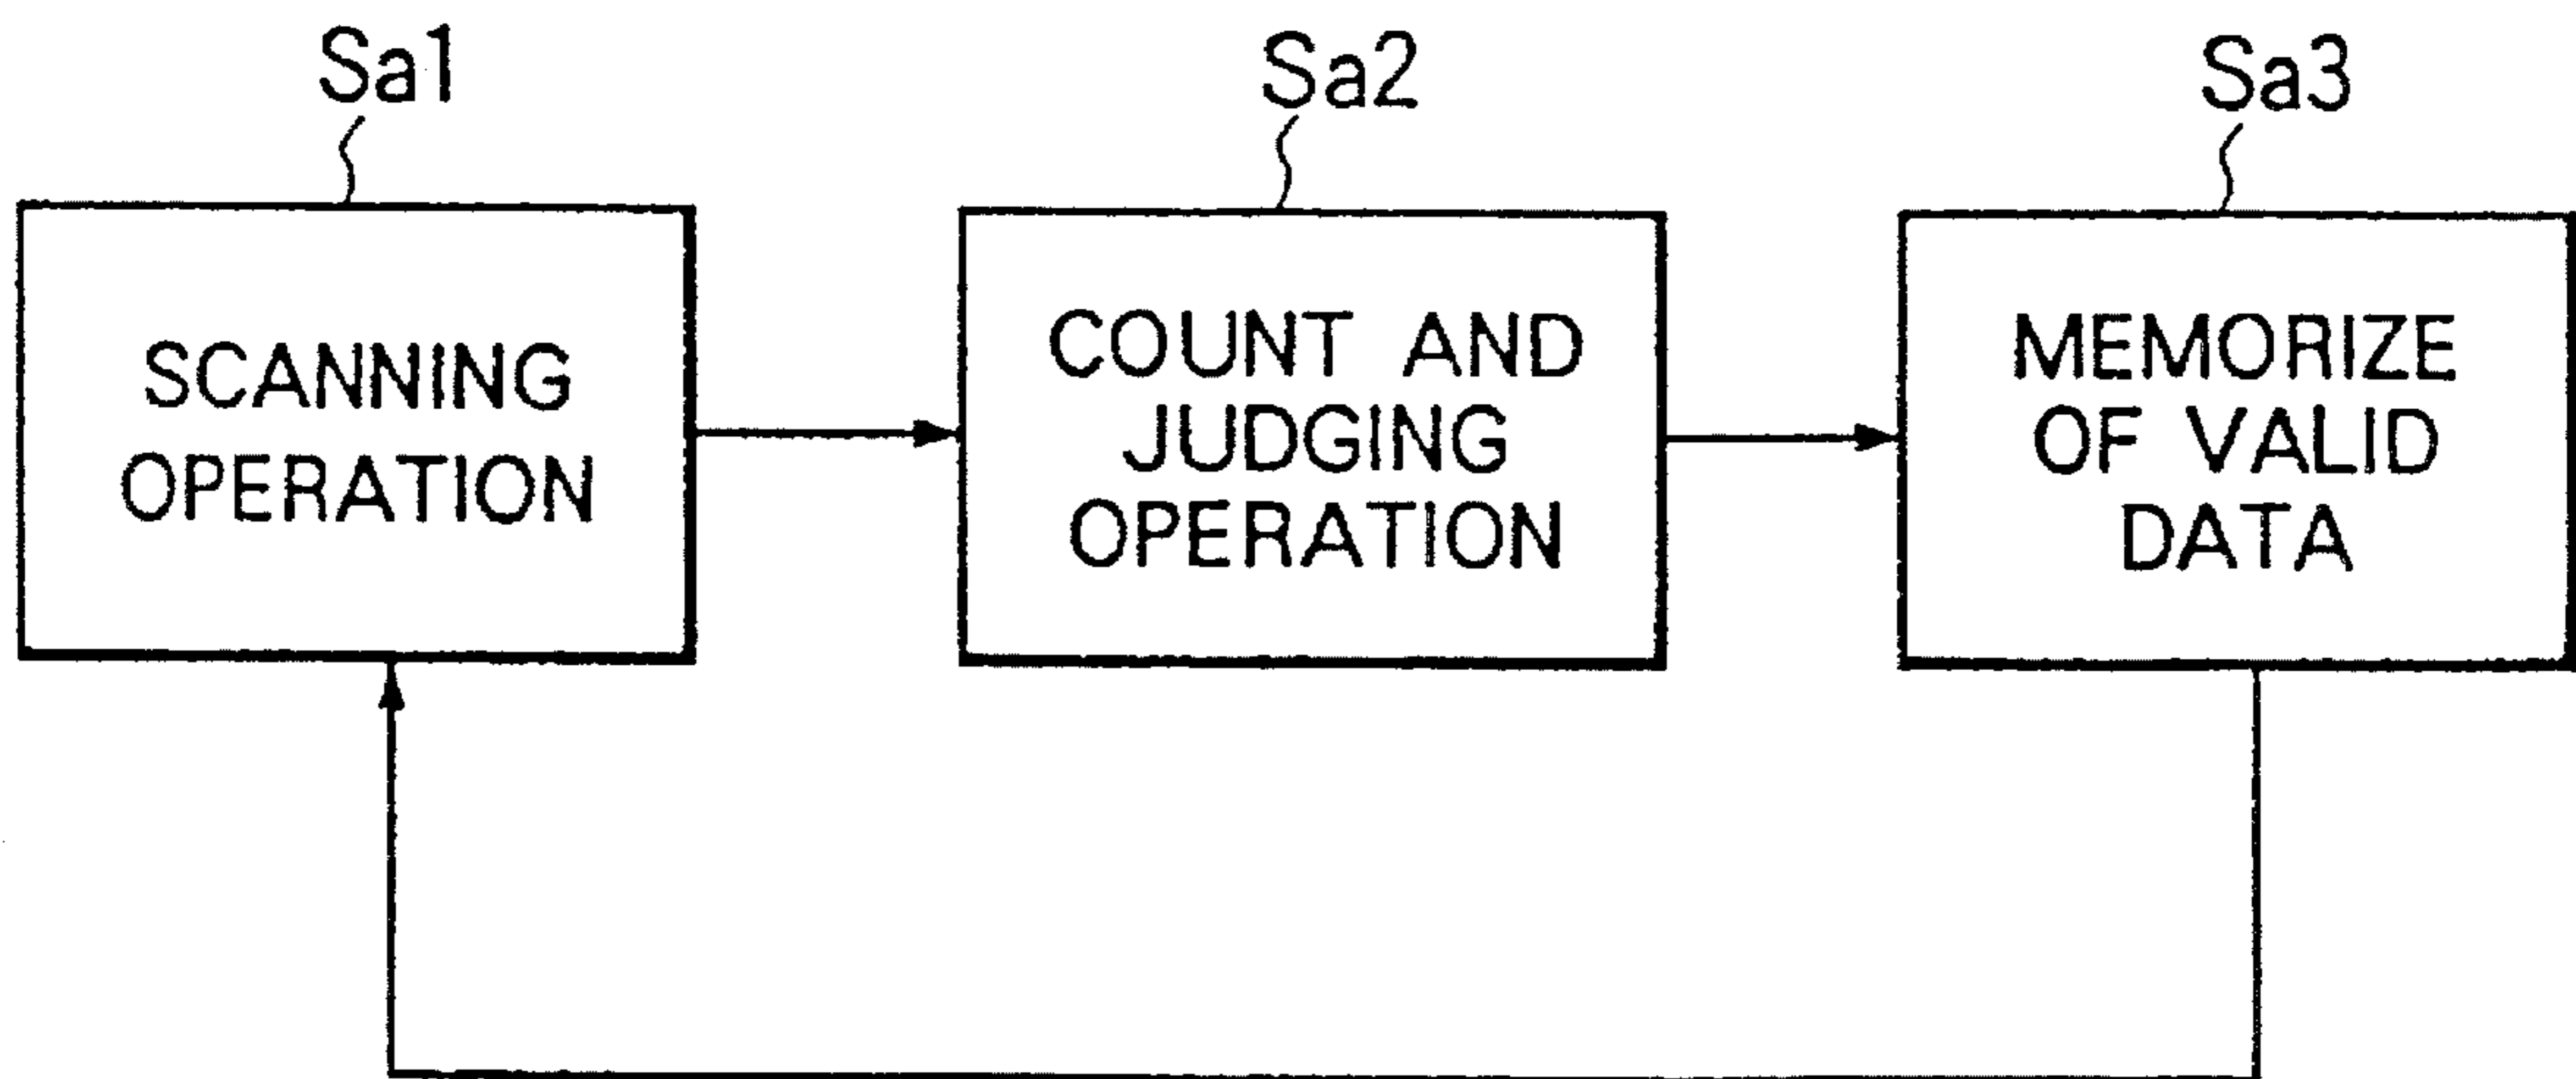 Sa1
Sa2
Sa3
SCANNING
OPERATION
COUNT AND
JUDGING
OPERATION
MEMORIZE
OF VALID
DATA